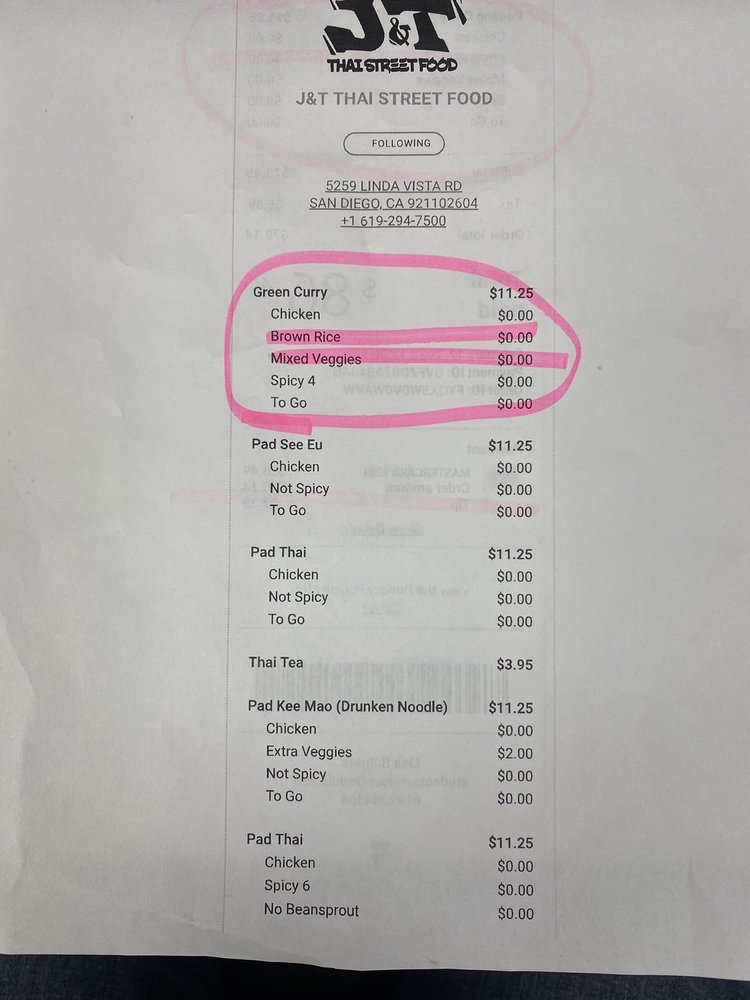 J&T
THAI STREET FOOD
J&T THAI STREET FOOD
FOLLOWING
5259 LINDA VISTA RD
SAN DIEGO, CA 921102604
+1 619-294-7500
Green Curry $11.25
Chicken $0.00
Brown Rice $0.00
Mixed Veggies $0.00
Spicy 4 $0.00
To Go $0.00
Pad See Eu $11.25
Chicken $0.00
Not Spicy $0.00
To Go $0.00
Pad Thai $11.25
Chicken $0.00
Not Spicy $0.00
To Go $0.00
Thai Tea $3.95
Pad Kee Mao (Drunken Noodle) $11.25
Chicken $0.00
Extra Veggies $2.00
Not Spicy $0.00
To Go $0.00
Pad Thai $11.25
Chicken $0.00
Spicy 6 $0.00
No Beansprout $0.00